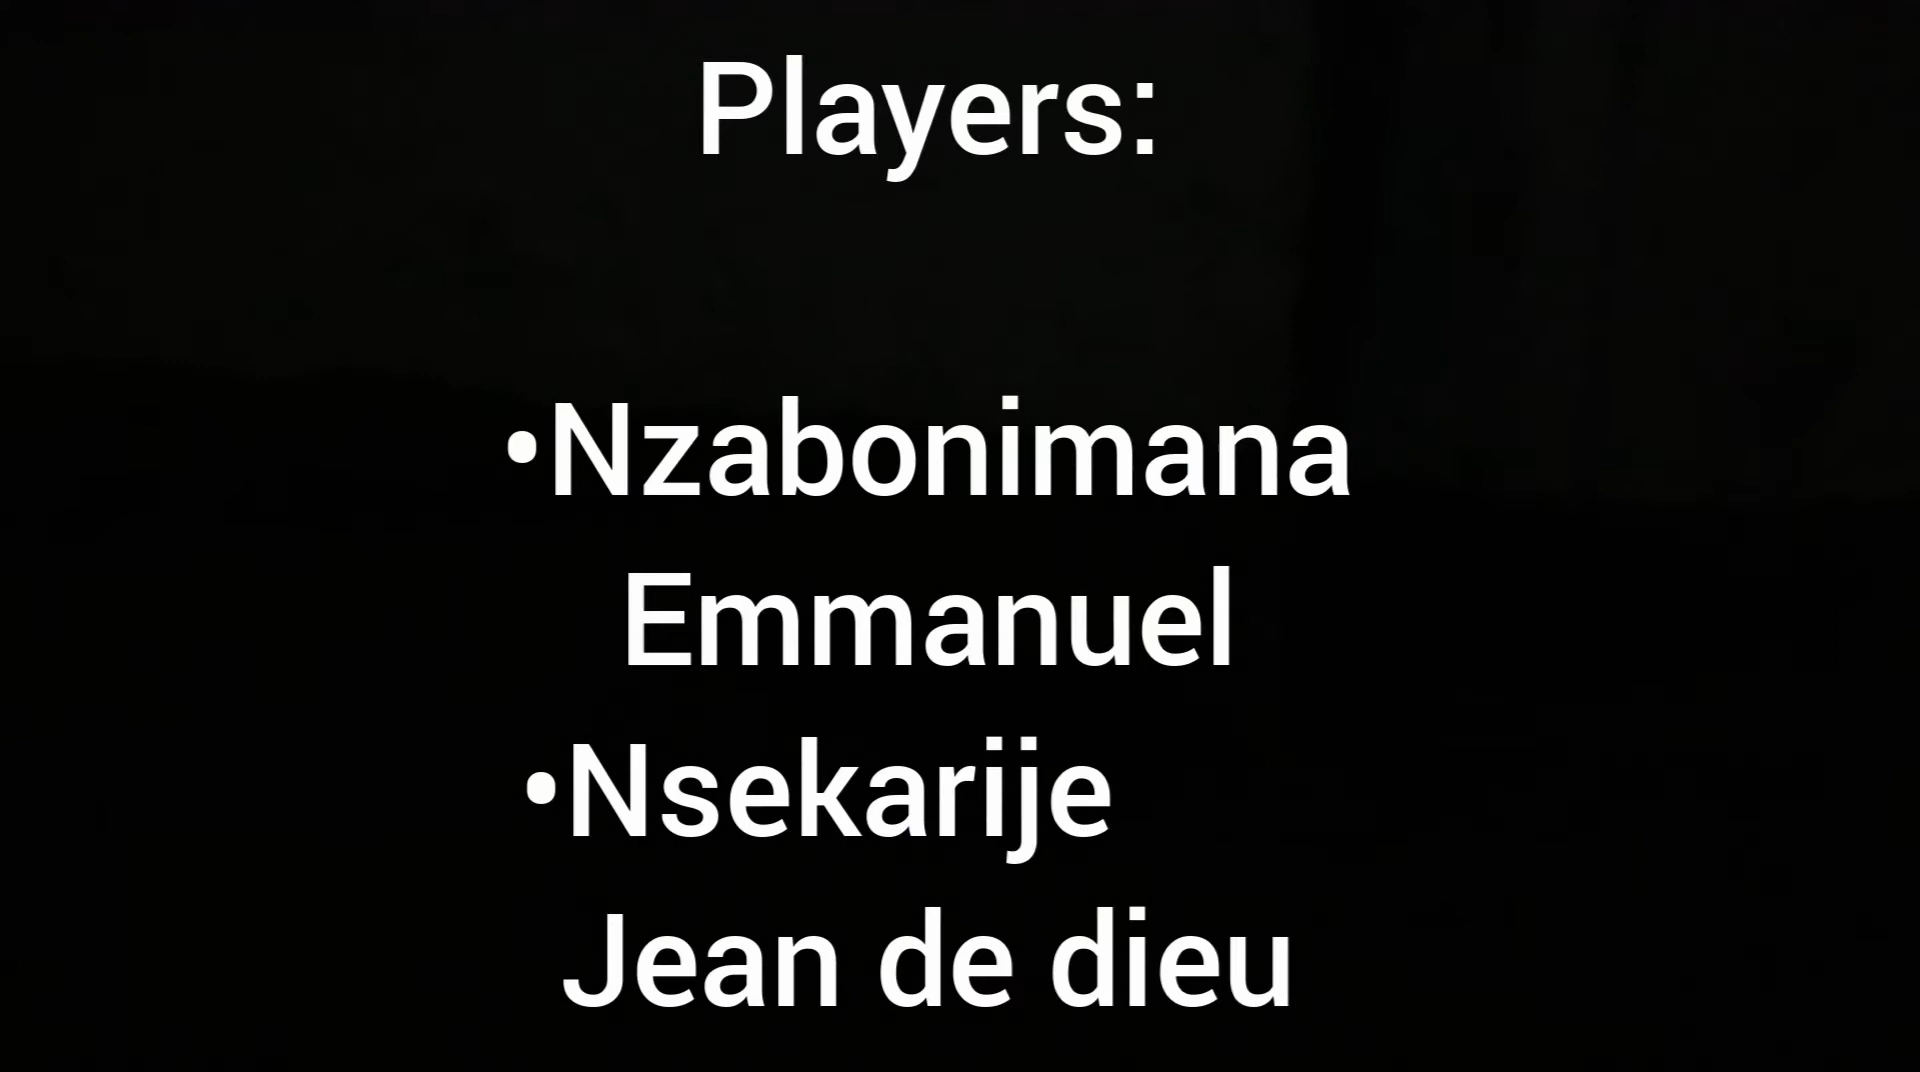 Players:
•Nzabonimana
Emmanuel
•Nsekarije
Jean de dieu